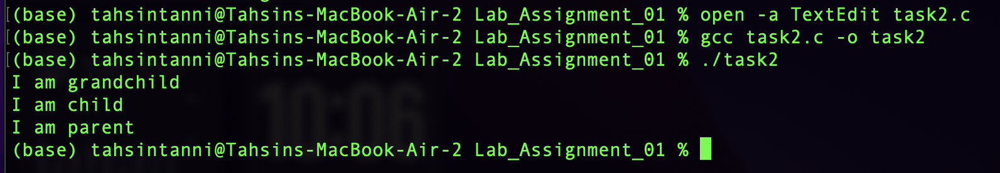 (base) tahsintanni@Tahsins-MacBook-Air-2 Lab_Assignment_01 % open -a TextEdit task2.c
(base) tahsintanni@Tahsins-MacBook-Air-2 Lab_Assignment_01 % gcc task2.c -o task2
(base) tahsintanni@Tahsins-MacBook-Air-2 Lab_Assignment_01 % ./task2
I am grandchild
I am child
I am parent
(base) tahsintanni@Tahsins-MacBook-Air-2 Lab_Assignment_01 %
10:06